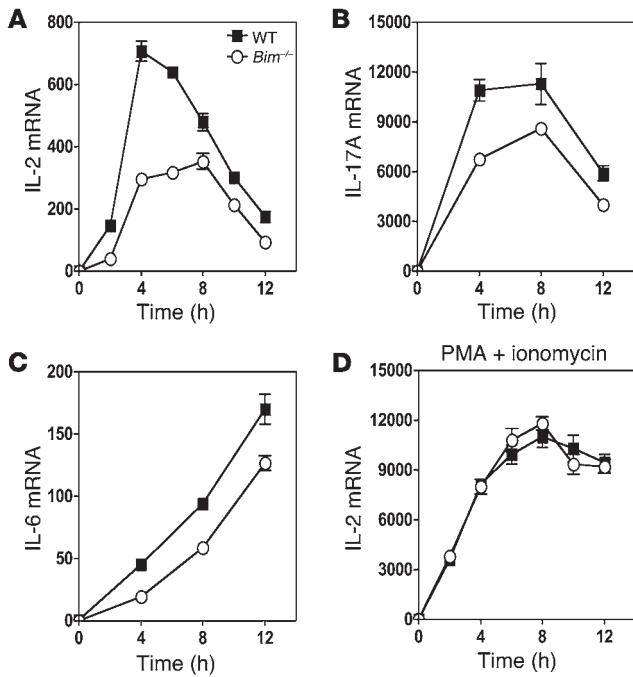 A
800
600
400
200
0
IL-2 mRNA
WT
Bim⁻/⁻
0 4 8 12
Time (h)
B
15000
12000
9000
6000
3000
0
IL-17A mRNA
0 4 8 12
Time (h)
C
200
150
100
50
0
IL-6 mRNA
0 4 8 12
Time (h)
D
PMA + ionomycin
15000
12000
9000
6000
3000
0
IL-2 mRNA
0 4 8 12
Time (h)